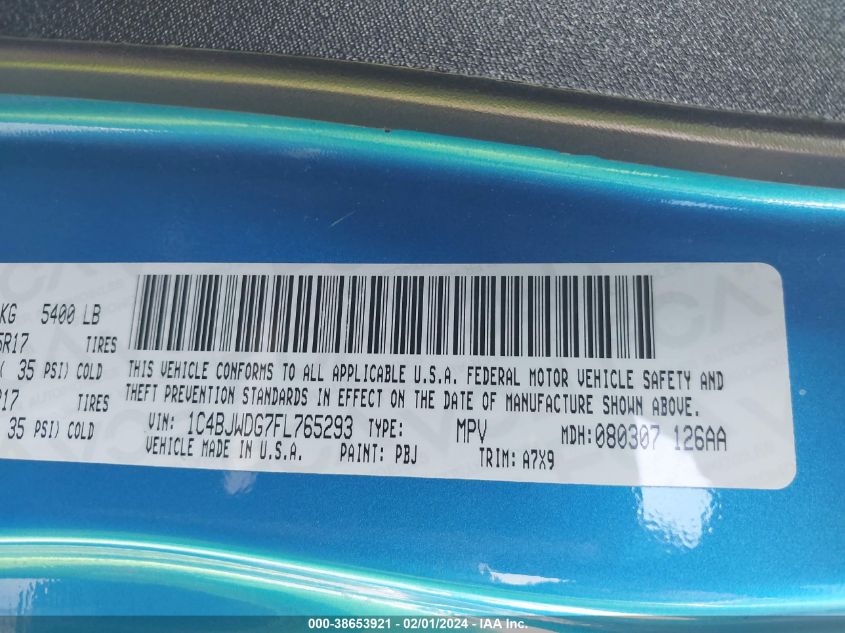 KG 5400 LB
5R17 TIRES
( 35 PSI) COLD
R17 TIRES
35 PSI) COLD
THIS VEHICLE CONFORMS TO ALL APPLICABLE U.S.A. FEDERAL MOTOR VEHICLE SAFETY AND
THEFT PREVENTION STANDARDS IN EFFECT ON THE DATE OF MANUFACTURE SHOWN ABOVE.
VIN: 1C4BJWDG7FL765293 TYPE: MPV MDH: 080307 126AA
VEHICLE MADE IN U.S.A. PAINT: PBJ TRIM: A7X9
000-38653921 - 02/01/2024 - IAA Inc.